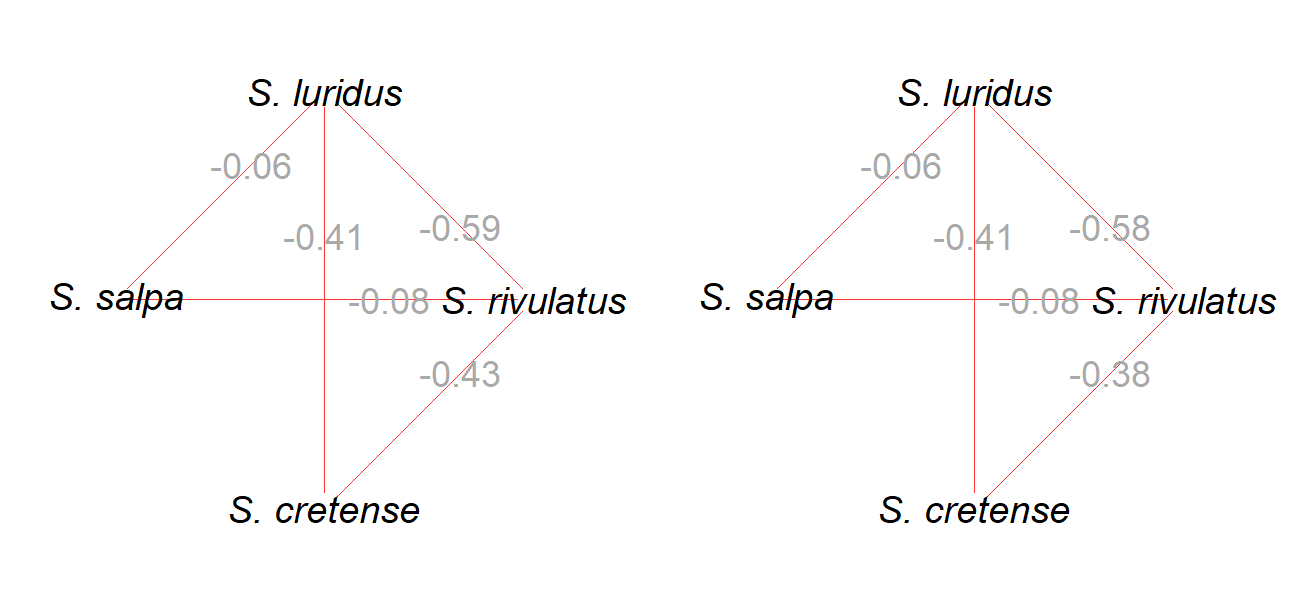 S. luridus
-0.06
-0.41
-0.59
S. salpa
-0.08
S. rivulatus
-0.43
S. cretense
S. luridus
-0.06
-0.41
-0.58
S. salpa
-0.08
S. rivulatus
-0.38
S. cretense